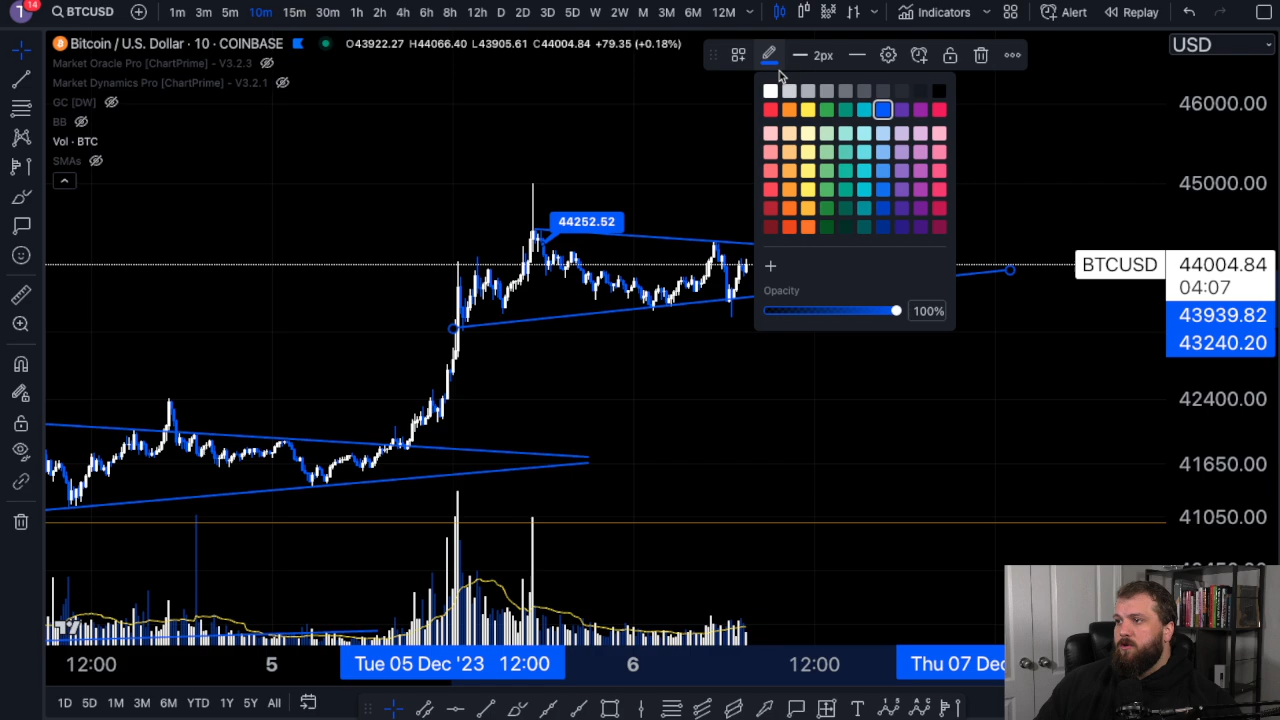 T 14 BTCUSD 1m 3m 5m 10m 15m 30m 1h 2h 4h 6h 8h 12h D 2D 3D 5D W 2W M 3M 6M 12M Indicators Alert Replay
Bitcoin / U.S. Dollar · 10 · COINBASE O43922.27 H44066.40 L43905.61 C44004.84 +79.35 (+0.18%)
USD
2px
Market Oracle Pro [ChartPrime] - V3.2.3
Market Dynamics Pro [ChartPrime] - V3.2.1
GC [DW]
BB
Vol · BTC
SMAs
46000.00
45000.00
44252.52
BTCUSD 44004.84
04:07
Opacity
100%
43939.82
43240.20
42400.00
41650.00
41050.00
12:00 5 Tue 05 Dec '23 12:00 6 12:00 Thu 07 Dec
1D 5D 1M 3M 6M YTD 1Y 5Y All